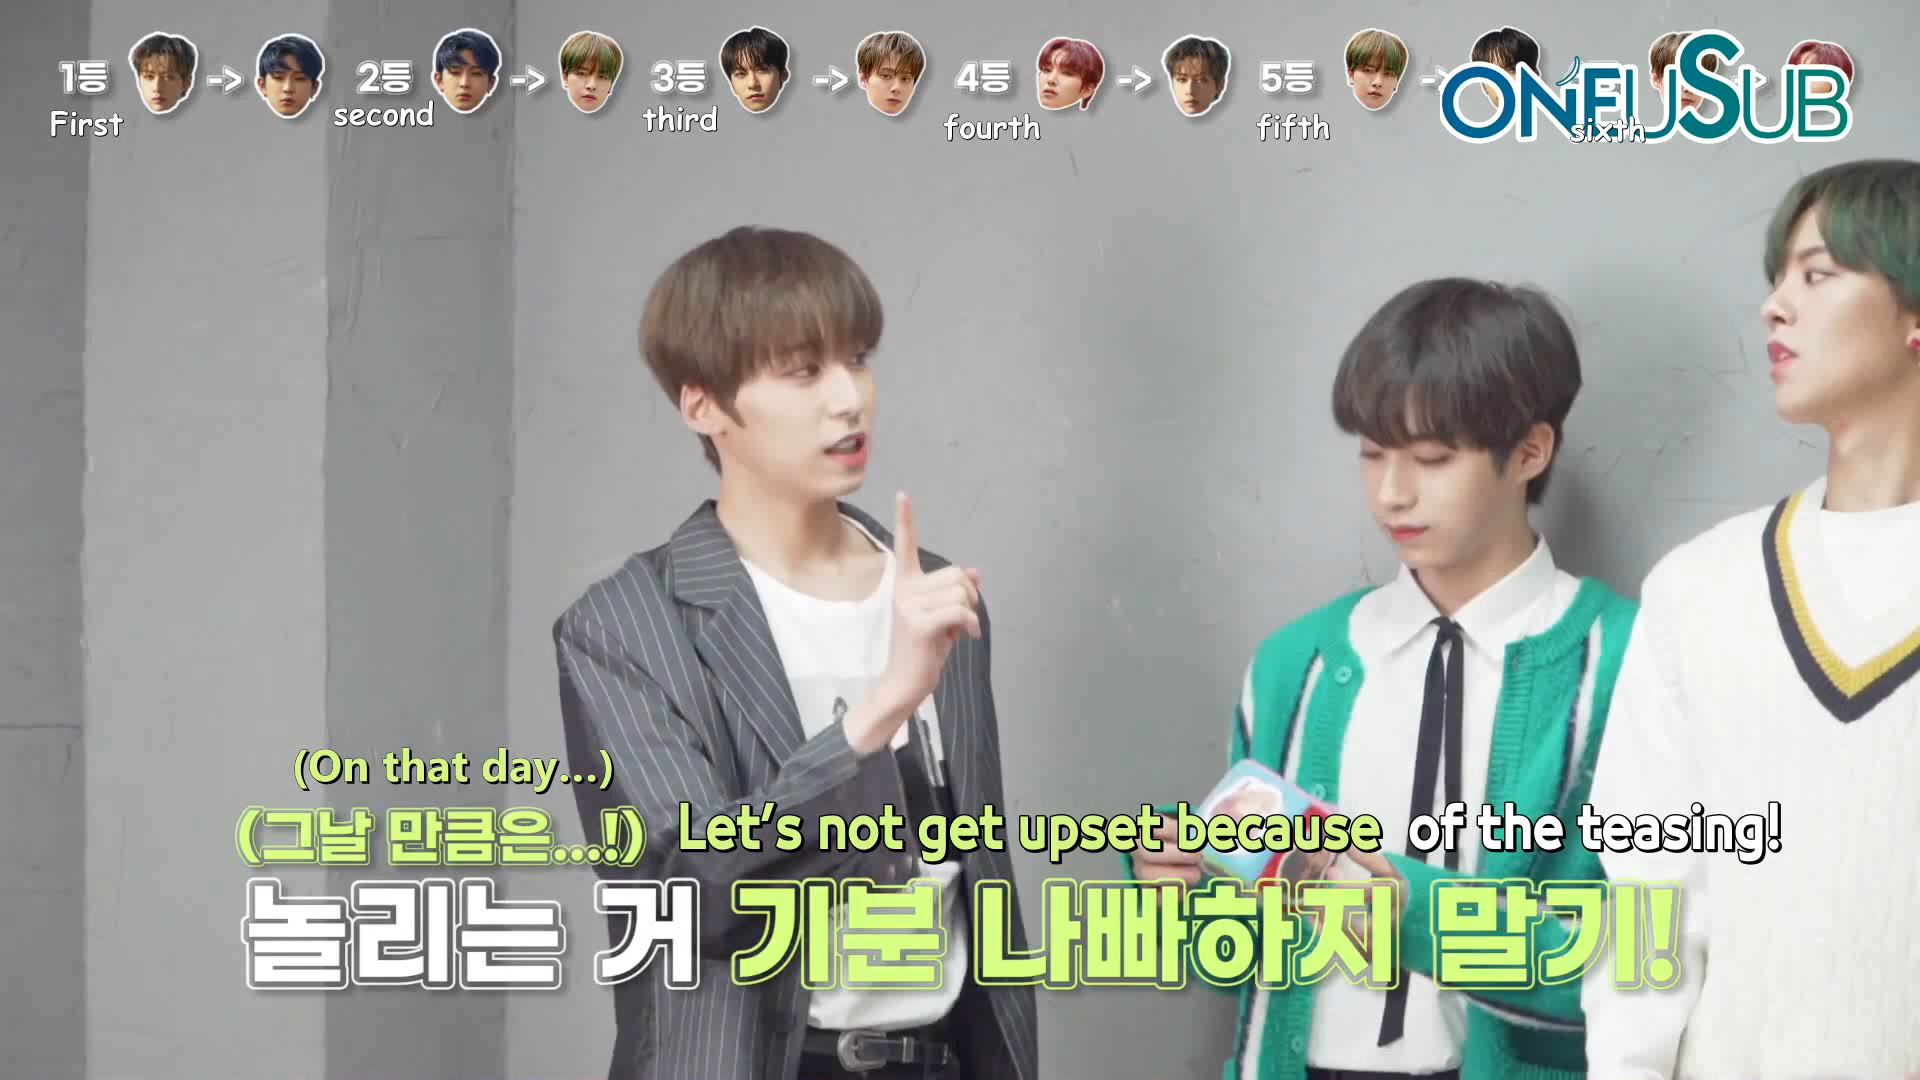 1등 -> 2등 -> 3등 -> 4등 -> 5등 ->
First second third fourth fifth sixth
ONEUSUB
(On that day...)
(그날 만큼은...!)
Let's not get upset because of the teasing!
놀리는 거 기분 나빠하지 말기!